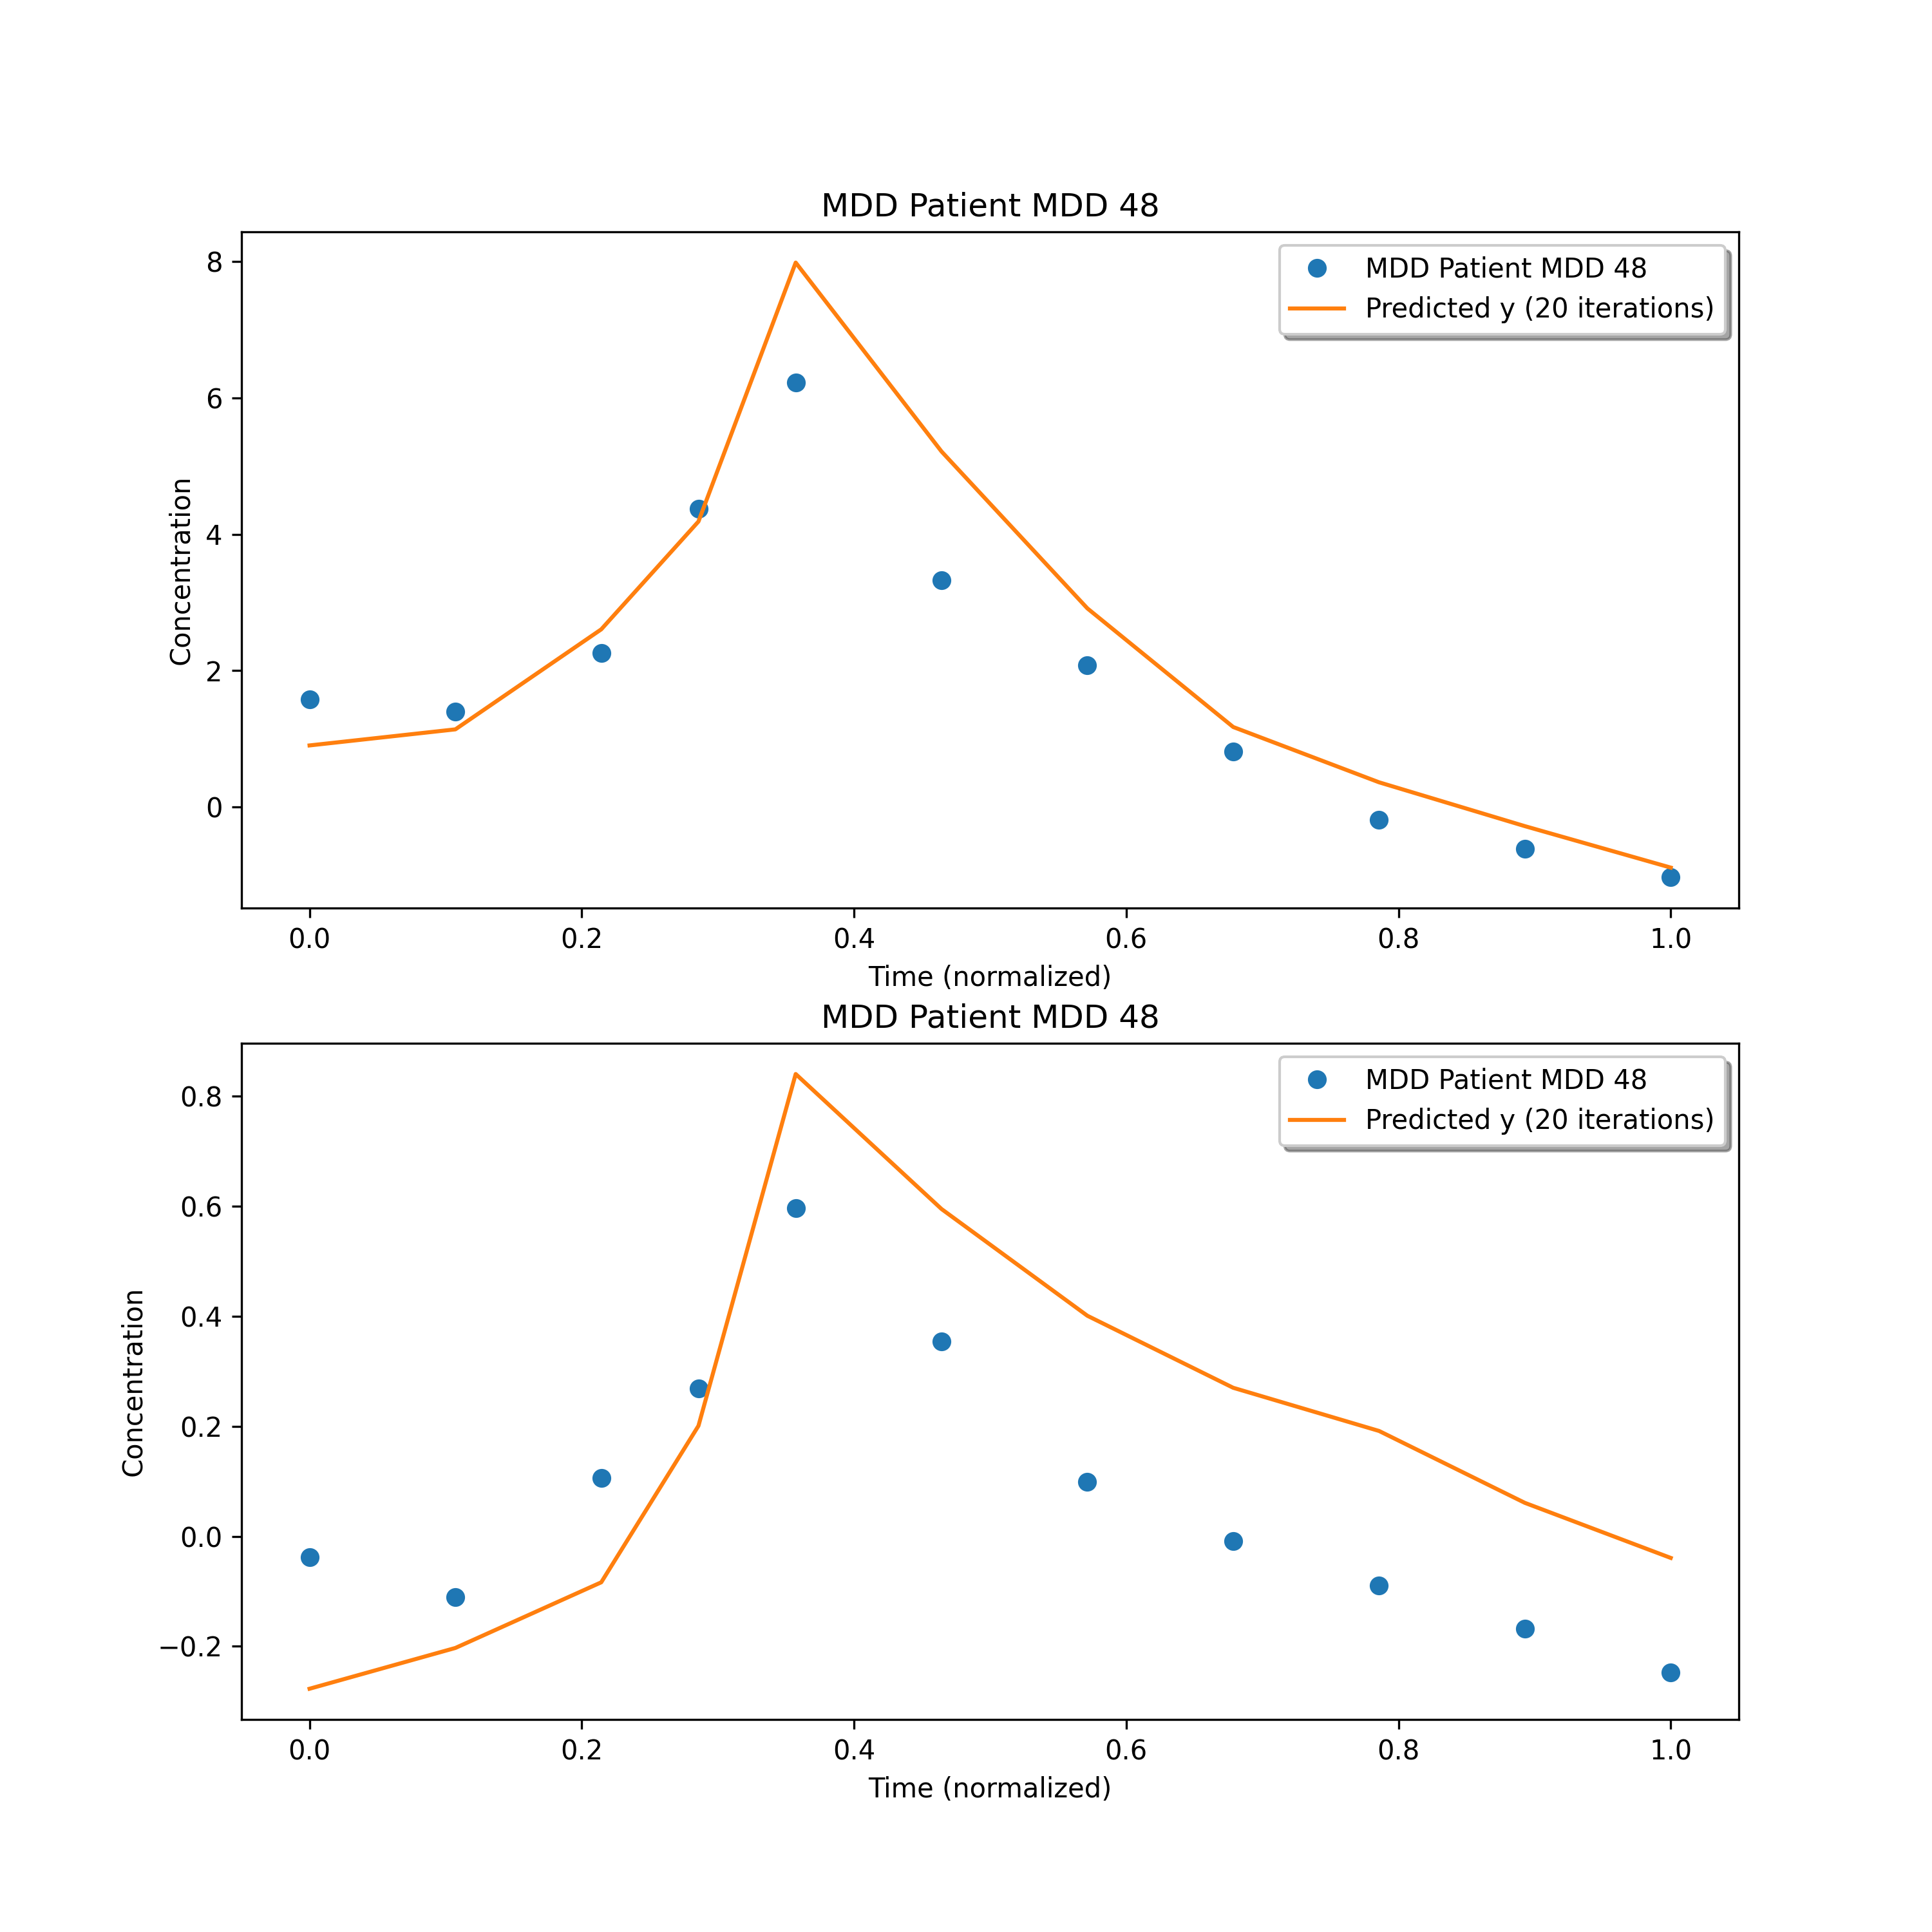 MDD Patient MDD 48
MDD Patient MDD 48
Predicted y (20 iterations)
8
6
4
2
0
Concentration
0.0 0.2 0.4 0.6 0.8 1.0
Time (normalized)
MDD Patient MDD 48
MDD Patient MDD 48
Predicted y (20 iterations)
0.8
0.6
0.4
0.2
0.0
−0.2
Concentration
0.0 0.2 0.4 0.6 0.8 1.0
Time (normalized)